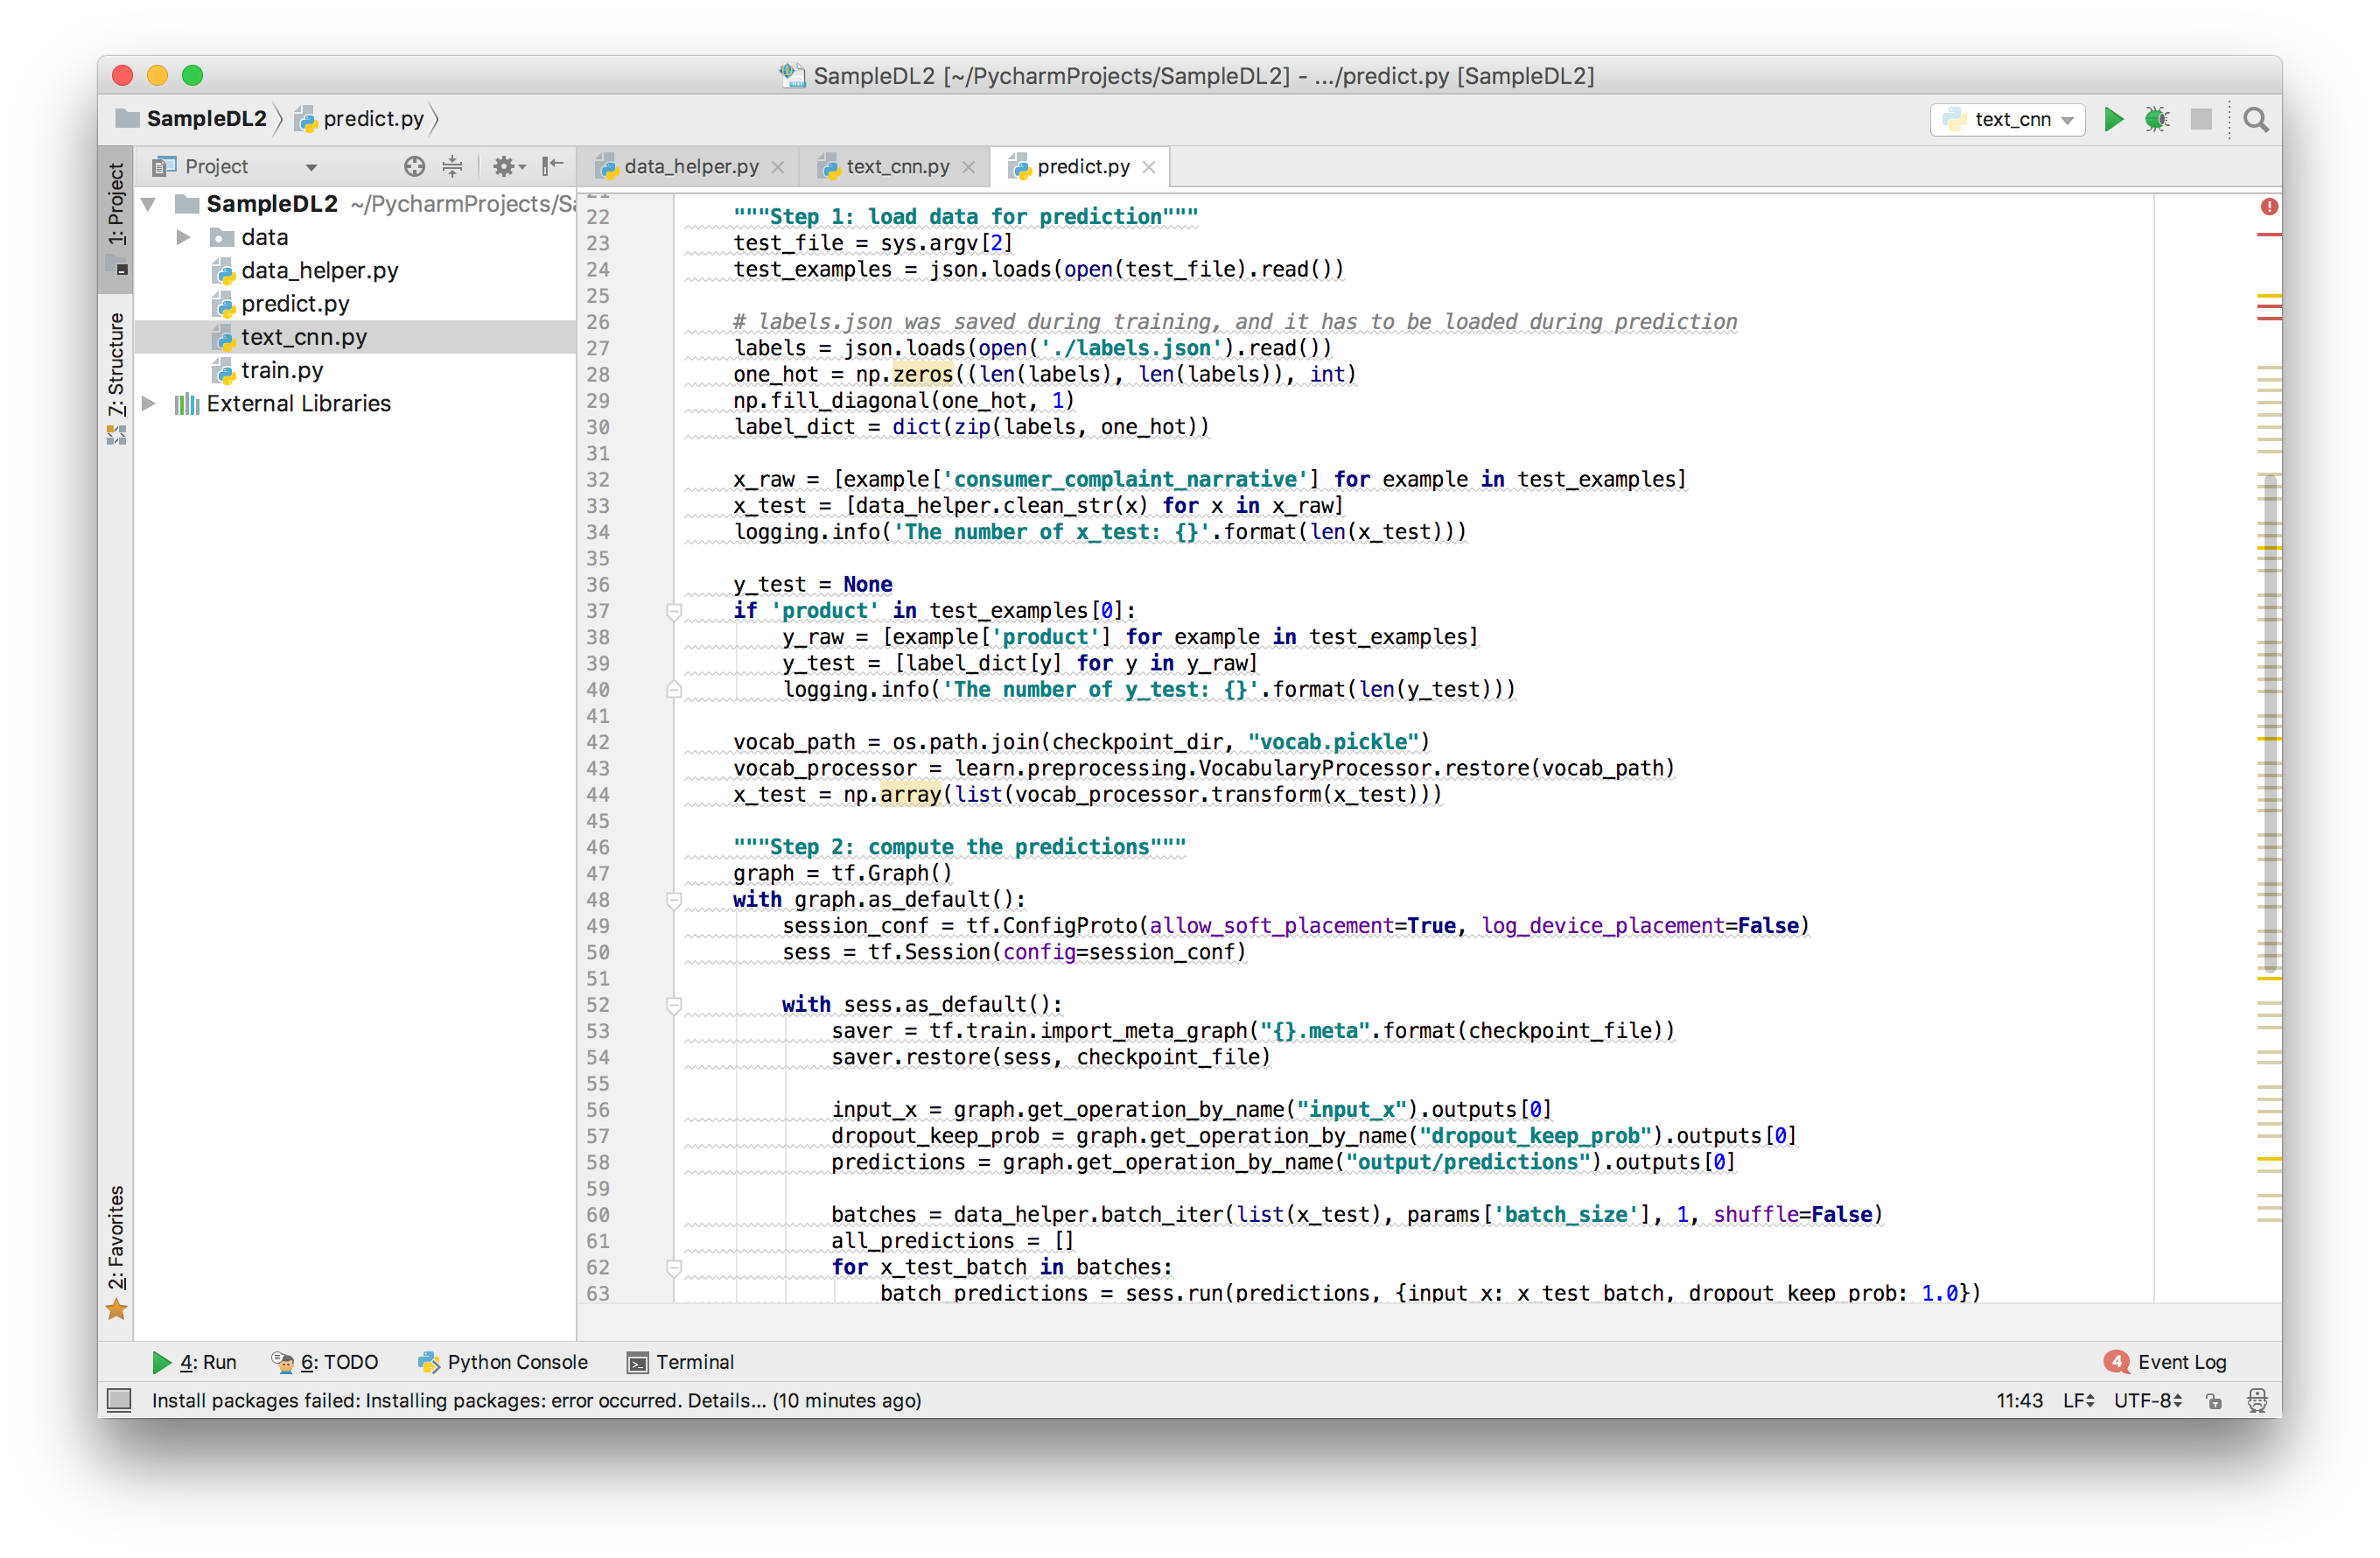 SampleDL2 [~/PycharmProjects/SampleDL2] - .../predict.py [SampleDL2]
SampleDL2 predict.py text_cnn
1: Project
7: Structure
2: Favorites
Project
data_helper.py text_cnn.py predict.py
SampleDL2 ~/PycharmProjects/S
data
data_helper.py
predict.py
text_cnn.py
train.py
External Libraries
22 """Step 1: load data for prediction"""
23 test_file = sys.argv[2]
24 test_examples = json.loads(open(test_file).read())
25
26 # labels.json was saved during training, and it has to be loaded during prediction
27 labels = json.loads(open('./labels.json').read())
28 one_hot = np.zeros((len(labels), len(labels)), int)
29 np.fill_diagonal(one_hot, 1)
30 label_dict = dict(zip(labels, one_hot))
31
32 x_raw = [example['consumer_complaint_narrative'] for example in test_examples]
33 x_test = [data_helper.clean_str(x) for x in x_raw]
34 logging.info('The number of x_test: {}'.format(len(x_test)))
35
36 y_test = None
37 if 'product' in test_examples[0]:
38 y_raw = [example['product'] for example in test_examples]
39 y_test = [label_dict[y] for y in y_raw]
40 logging.info('The number of y_test: {}'.format(len(y_test)))
41
42 vocab_path = os.path.join(checkpoint_dir, "vocab.pickle")
43 vocab_processor = learn.preprocessing.VocabularyProcessor.restore(vocab_path)
44 x_test = np.array(list(vocab_processor.transform(x_test)))
45
46 """Step 2: compute the predictions"""
47 graph = tf.Graph()
48 with graph.as_default():
49 session_conf = tf.ConfigProto(allow_soft_placement=True, log_device_placement=False)
50 sess = tf.Session(config=session_conf)
51
52 with sess.as_default():
53 saver = tf.train.import_meta_graph("{}.meta".format(checkpoint_file))
54 saver.restore(sess, checkpoint_file)
55
56 input_x = graph.get_operation_by_name("input_x").outputs[0]
57 dropout_keep_prob = graph.get_operation_by_name("dropout_keep_prob").outputs[0]
58 predictions = graph.get_operation_by_name("output/predictions").outputs[0]
59
60 batches = data_helper.batch_iter(list(x_test), params['batch_size'], 1, shuffle=False)
61 all_predictions = []
62 for x_test_batch in batches:
63 batch_predictions = sess.run(predictions, {input_x: x_test_batch, dropout_keep_prob: 1.0})
4: Run 6: TODO Python Console Terminal 4 Event Log
Install packages failed: Installing packages: error occurred. Details... (10 minutes ago) 11:43 LF UTF-8